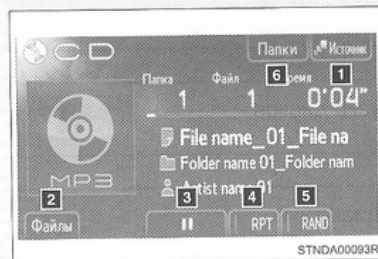 CD Папки Источник
Папка Файл 6 ремя 1
1 1 0'04"
File name_01_File na
Folder name 01_Folder nam
MP3
2 3 tist name 01 4 5
Файлы RPT RAND
STNDA00093R